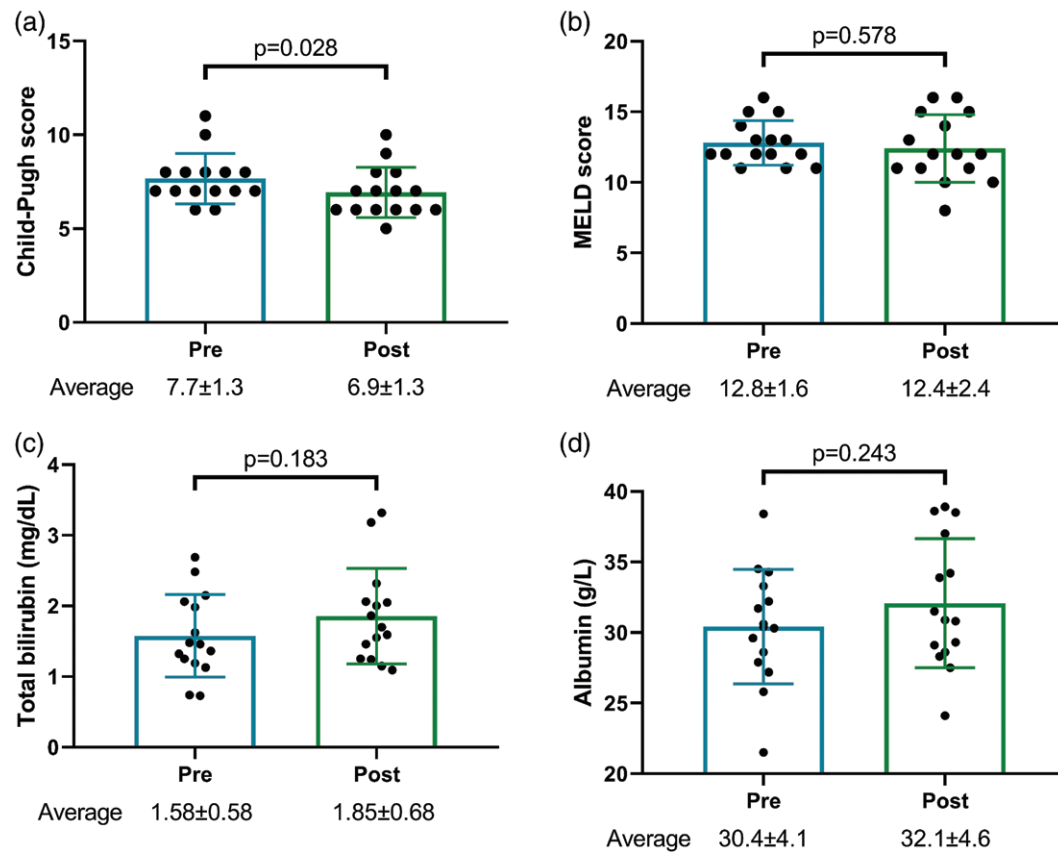 (a)
15
10
5
0
Child-Pugh score
p=0.028
Pre Post
Average 7.7±1.3 6.9±1.3
(b)
20
15
10
5
0
MELD score
p=0.578
Pre Post
Average 12.8±1.6 12.4±2.4
(c)
4
3
2
1
0
Total bilirubin (mg/dL)
p=0.183
Pre Post
Average 1.58±0.58 1.85±0.68
(d)
40
35
30
25
20
Albumin (g/L)
p=0.243
Pre Post
Average 30.4±4.1 32.1±4.6